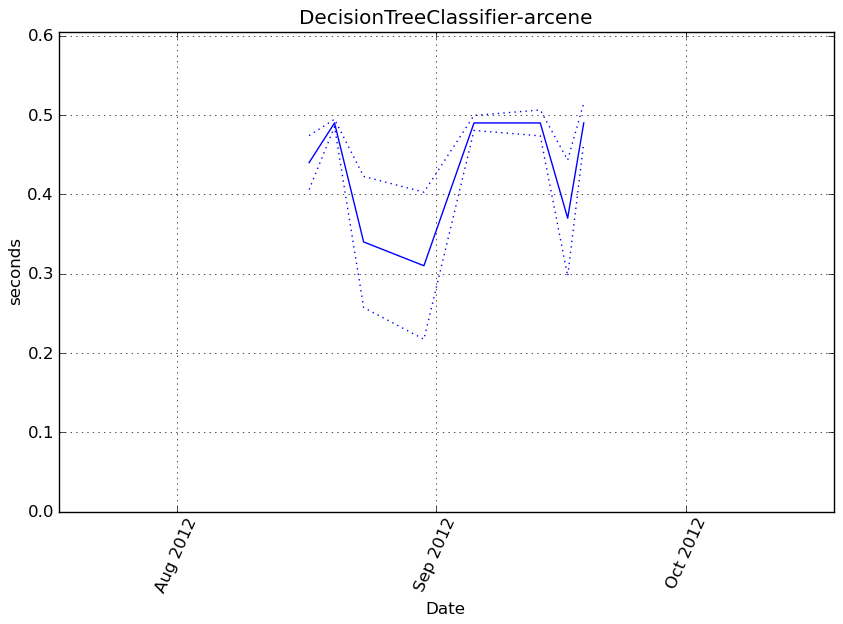 DecisionTreeClassifier-arcene
0.6
0.5
0.4
0.3
0.2
0.1
0.0
seconds
Aug 2012
Sep 2012
Oct 2012
Date